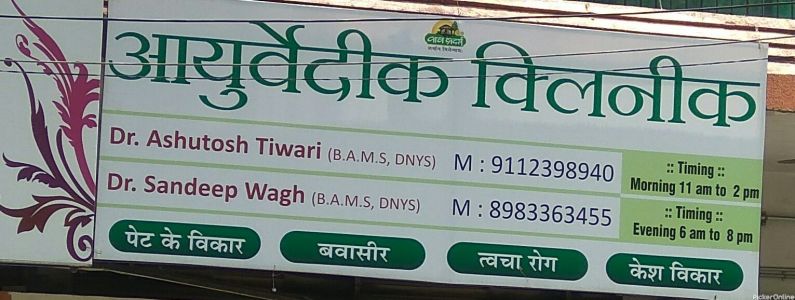 आयुर्वेदीक क्लिनीक
Dr. Ashutosh Tiwari (B.A.M.S, DNYS) M : 9112398940
:: Timing ::
Morning 11 am to 2 pm
Dr. Sandeep Wagh (B.A.M.S, DNYS) M : 8983363455
:: Timing ::
Evening 6 am to 8 pm
पेट के विकार बवासीर त्वचा रोग केश विकार
PickerOnline